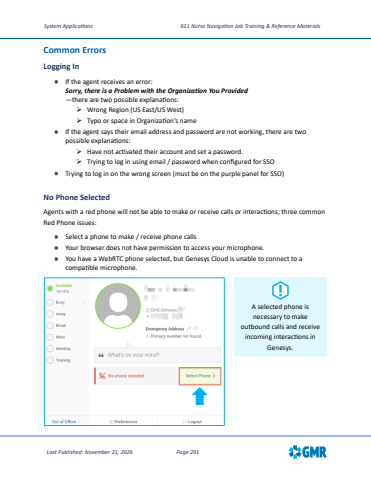 System Applications
911 Nurse Navigation Job Training & Reference Materials
Common Errors
Logging In
● If the agent receives an error:
Sorry, there is a Problem with the Organization You Provided
—there are two possible explanations:
➢ Wrong Region (US East/US West)
➢ Typo or space in Organization's name
● If the agent says their email address and password are not working, there are two
possible explanations:
➢ Have not activated their account and set a password.
➢ Trying to log in using email / password when configured for SSO
● Trying to log in on the wrong screen (must be on the purple panel for SSO)
No Phone Selected
Agents with a red phone will not be able to make or receive calls or interactions; three common
Red Phone issues:
● Select a phone to make / receive phone calls
● Your browser does not have permission to access your microphone.
● You have a WebRTC phone selected, but Genesys Cloud is unable to connect to a
compatible microphone.
Available
Busy
Away
Break
Meal
Meeting
Training
Out of Office
GMS Genesys
Emergency Address
Primary number not found
What's on your mind?
No phone selected
Select Phone
Preferences
Logout
A selected phone is
necessary to make
outbound calls and receive
incoming interactions in
Genesys.
Last Published: November 21, 2026
Page 291
GMR